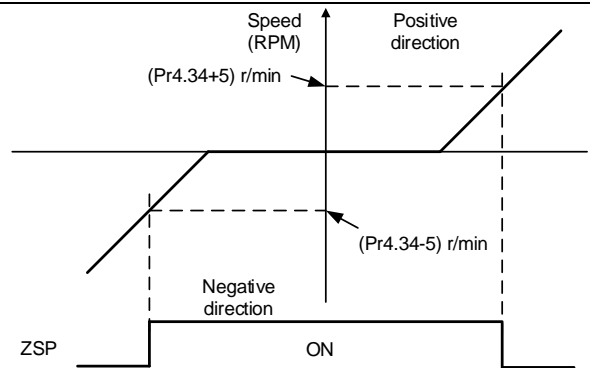 Speed
(RPM)
Positive
direction
(Pr4.34+5) r/min
(Pr4.34-5) r/min
Negative
direction
ZSP
ON